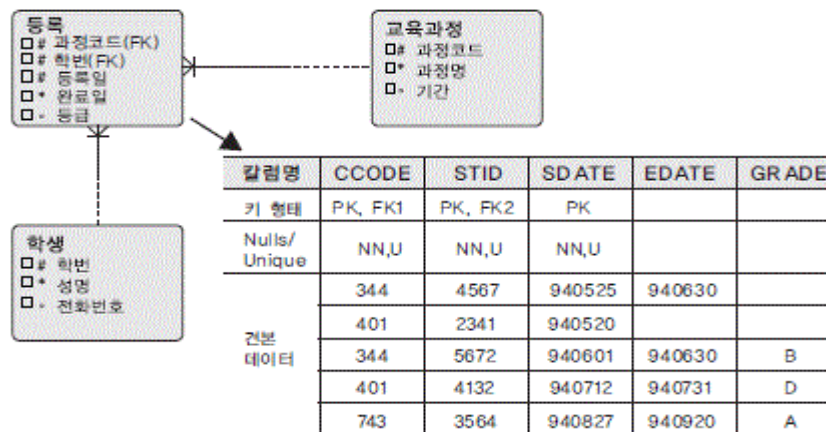 등록
# 과정코드(FK)
# 학번(FK)
# 등록일
* 완료일
- 등급
교육과정
# 과정코드
* 과정명
- 기간
학생
# 학번
* 성명
- 전화번호
칼럼명 CCODE STID SDATE EDATE GRADE
키 형태 PK, FK1 PK, FK2 PK
Nulls/
Unique NN,U NN,U NN,U
견본
데이터
344 4567 940525 940630
401 2341 940520
344 5672 940601 940630 B
401 4132 940712 940731 D
743 3564 940827 940920 A